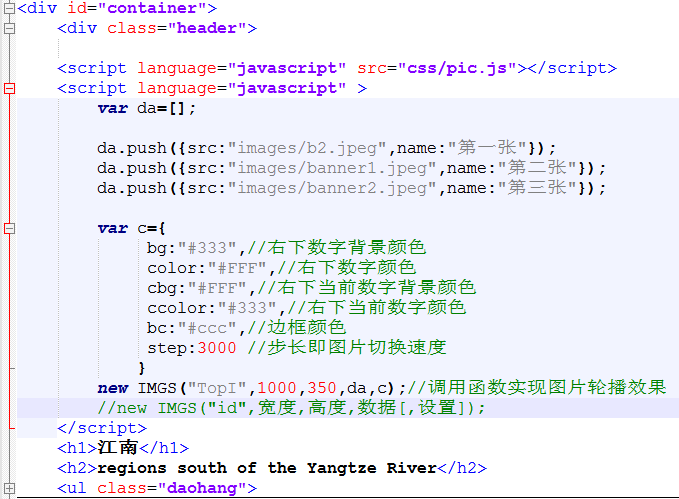 <div id="container">
<div class="header">
<script language="javascript" src="css/pic.js"></script>
<script language="javascript" >
var da=[];
da.push({src:"images/b2.jpeg",name:"第一张"});
da.push({src:"images/banner1.jpeg",name:"第二张"});
da.push({src:"images/banner2.jpeg",name:"第三张"});
var c={
bg:"#333",//右下数字背景颜色
color:"#FFF",//右下数字颜色
cbg:"#FFF",//右下当前数字背景颜色
ccolor:"#333",//右下当前数字颜色
bc:"#ccc",//边框颜色
step:3000 //步长即图片切换速度
}
new IMGS("TopI",1000,350,da,c);//调用函数实现图片轮播效果
//new IMGS("id",宽度,高度,数据[,设置]);
</script>
<h1>江南</h1>
<h2>regions south of the Yangtze River</h2>
<ul class="daohang">